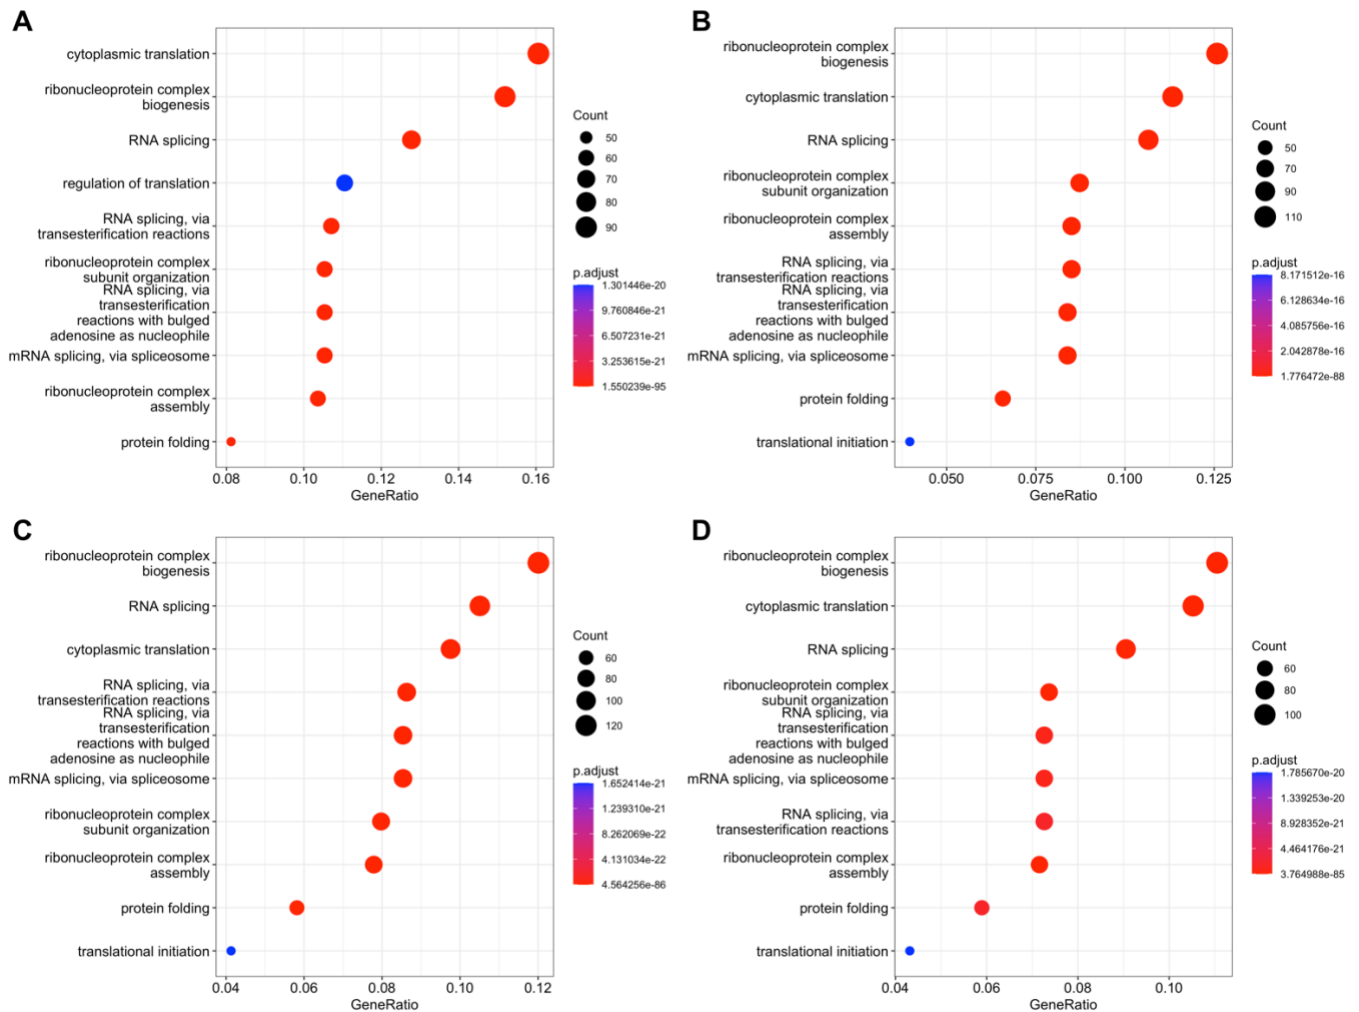 A
cytoplasmic translation
ribonucleoprotein complex
biogenesis
RNA splicing
regulation of translation
RNA splicing, via
transesterification reactions
ribonucleoprotein complex
subunit organization
RNA splicing, via
transesterification
reactions with bulged
adenosine as nucleophile
mRNA splicing, via spliceosome
ribonucleoprotein complex
assembly
protein folding
0.08 0.10 0.12 0.14 0.16
GeneRatio
Count
50
60
70
80
90
p.adjust
1.301446e-20
9.760846e-21
6.507231e-21
3.253615e-21
1.550239e-95
B
ribonucleoprotein complex
biogenesis
cytoplasmic translation
RNA splicing
ribonucleoprotein complex
subunit organization
ribonucleoprotein complex
assembly
RNA splicing, via
transesterification reactions
RNA splicing, via
transesterification
reactions with bulged
adenosine as nucleophile
mRNA splicing, via spliceosome
protein folding
translational initiation
0.050 0.075 0.100 0.125
GeneRatio
Count
50
70
90
110
p.adjust
8.171512e-16
6.128634e-16
4.085756e-16
2.042878e-16
1.776472e-88
C
ribonucleoprotein complex
biogenesis
RNA splicing
cytoplasmic translation
RNA splicing, via
transesterification reactions
RNA splicing, via
transesterification
reactions with bulged
adenosine as nucleophile
mRNA splicing, via spliceosome
ribonucleoprotein complex
subunit organization
ribonucleoprotein complex
assembly
protein folding
translational initiation
0.04 0.06 0.08 0.10 0.12
GeneRatio
Count
60
80
100
120
p.adjust
1.652414e-21
1.239310e-21
8.262069e-22
4.131034e-22
4.564256e-86
D
ribonucleoprotein complex
biogenesis
cytoplasmic translation
RNA splicing
ribonucleoprotein complex
subunit organization
RNA splicing, via
transesterification
reactions with bulged
adenosine as nucleophile
mRNA splicing, via spliceosome
RNA splicing, via
transesterification reactions
ribonucleoprotein complex
assembly
protein folding
translational initiation
0.04 0.06 0.08 0.10
GeneRatio
Count
60
80
100
p.adjust
1.785670e-20
1.339253e-20
8.928352e-21
4.464176e-21
3.764988e-85